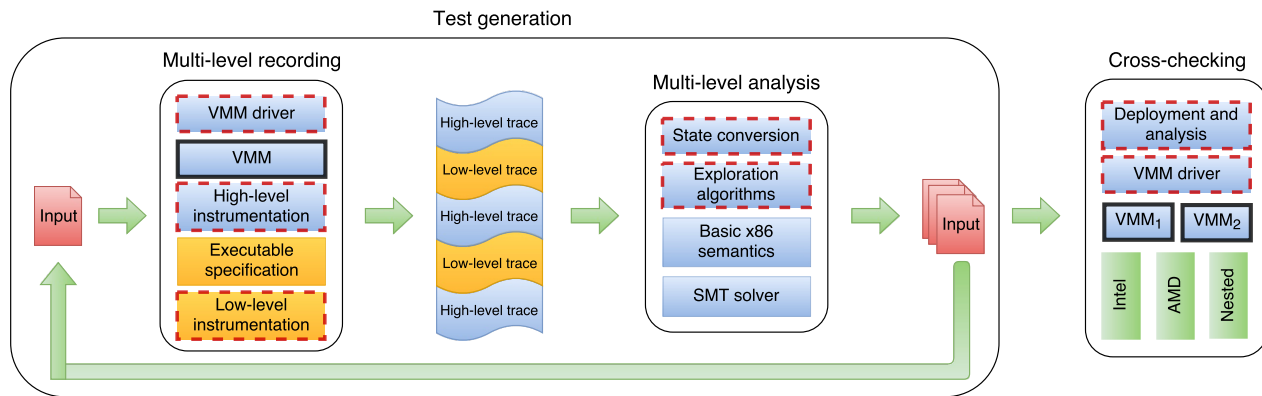 Test generation
Multi-level recording
VMM driver
VMM
High-level
instrumentation
Executable
specification
Low-level
instrumentation
Input
High-level trace
Low-level trace
High-level trace
Low-level trace
High-level trace
Multi-level analysis
State conversion
Exploration
algorithms
Basic x86
semantics
SMT solver
Input
Cross-checking
Deployment and
analysis
VMM driver
VMM1
VMM2
Intel
AMD
Nested